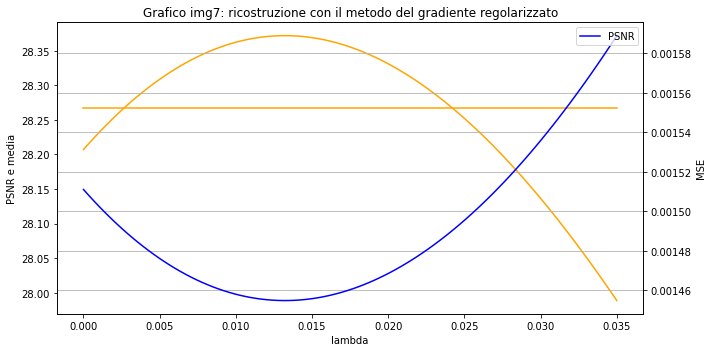 Grafico img7: ricostruzione con il metodo del gradiente regolarizzato
PSNR
28.35
28.30
28.25
28.20
28.15
28.10
28.05
28.00
PSNR e media
0.00158
0.00156
0.00154
0.00152
0.00150
0.00148
0.00146
MSE
0.000 0.005 0.010 0.015 0.020 0.025 0.030 0.035
lambda